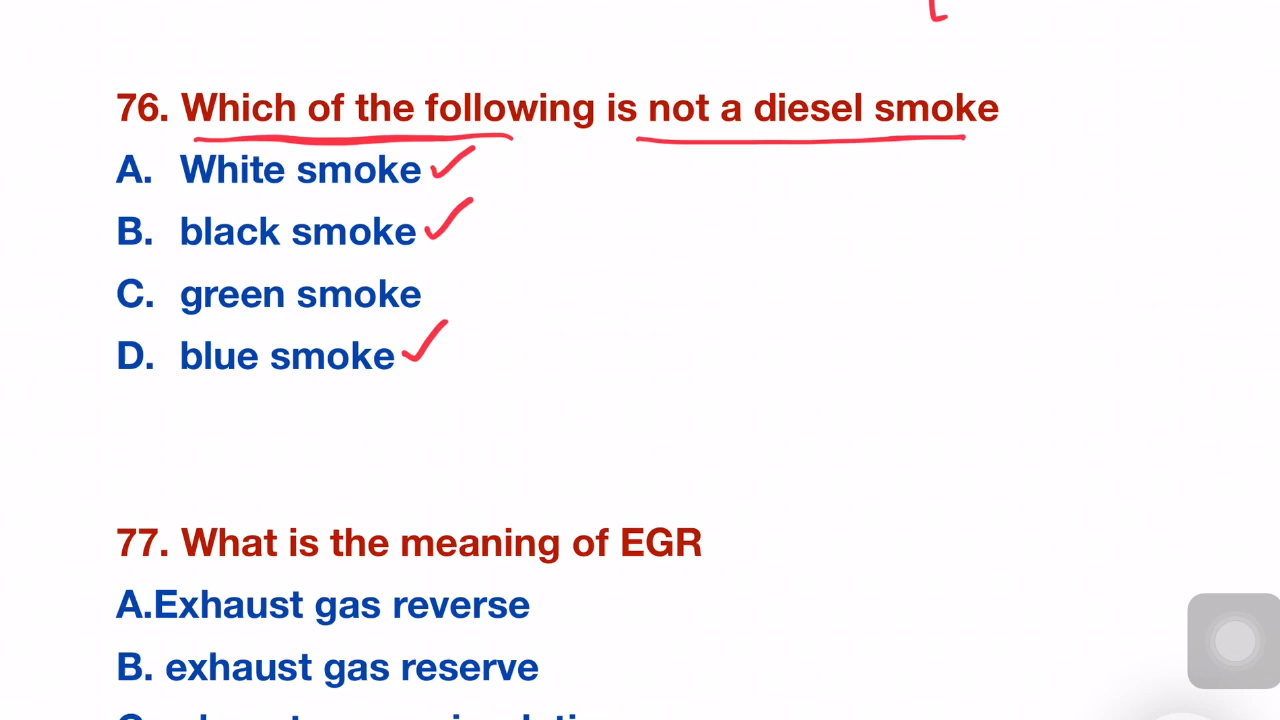 76. Which of the following is not a diesel smoke
A. White smoke
B. black smoke
C. green smoke
D. blue smoke
77. What is the meaning of EGR
A.Exhaust gas reverse
B. exhaust gas reserve